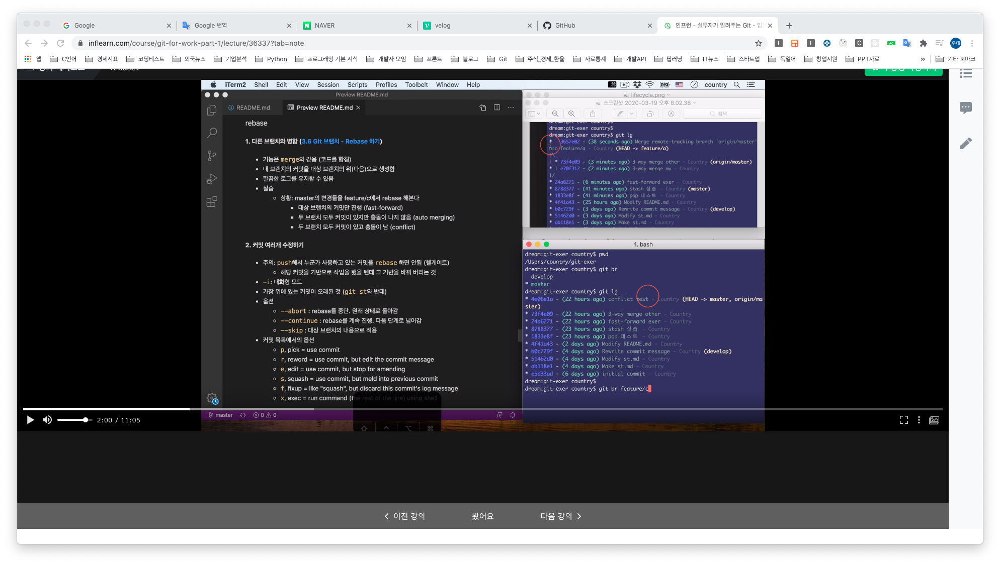 Google
Google 번역
NAVER
velog
GitHub
인프런 - 실무자가 알려주는 Git - 입
inflearn.com/course/git-for-work-part-1/lecture/36337?tab=note
우태
앱
C언어
경제지표
코딩테스트
외국뉴스
기업분석
Python
프로그래밍 기본 지식
개발자 모임
프론트
블로그
Git
주식_경제_환율
자료통계
개발API
딥러닝
IT뉴스
스타트업
독일어
창업지원
PPT자료
»
기타 북마크
rebase1
iTerm2 Shell Edit View Session Scripts Profiles Toolbelt Window Help
country
Preview README.md
README.md
Preview README.md
rebase
1. 다른 브랜치와 병합 (3.6 Git 브랜치 - Rebase 하기)
• 기능은 merge와 같음 (코드를 합침)
• 내 브랜치의 커밋을 대상 브랜치의 위(다음)으로 생성함
• 깔끔한 로그를 유지할 수 있음
• 실습
◦ 상황: master의 변경들을 feature/c에서 rebase 해본다
▪ 대상 브랜치의 커밋만 진행 (fast-forward)
▪ 두 브랜치 모두 커밋이 있지만 충돌이 나지 않음 (auto merging)
▪ 두 브랜치 모두 커밋이 있고 충돌이 남 (conflict)
2. 커밋 여러개 수정하기
• 주의: push해서 누군가 사용하고 있는 커밋을 rebase 하면 안됨 (헬게이트)
◦ 해당 커밋을 기반으로 작업을 했을 텐데 그 기반을 바꿔 버리는 것
• -i: 대화형 모드
• 가장 위에 있는 커밋이 오래된 것 (git st와 반대)
• 옵션
◦ --abort : rebase를 중단. 원래 상태로 돌아감
◦ --continue : rebase를 계속 진행. 다음 단계로 넘어감
◦ --skip : 대상 브랜치의 내용으로 적용
• 커밋 목록에서의 옵션
◦ p, pick = use commit
◦ r, reword = use commit, but edit the commit message
◦ e, edit = use commit, but stop for amending
◦ s, squash = use commit, but meld into previous commit
◦ f, fixup = like "squash", but discard this commit's log message
◦ x, exec = run command (the rest of the line) using shell
master
0 0
lifecycle.png
스크린샷 2020-03-19 오후 8.02.38
검색
dream:git-exer country$
dream:git-exer country$
dream:git-exer country$ git lg
* 3657e02 - (38 seconds ago) Merge remote-tracking branch 'origin/master'
nto feature/a - Country (HEAD -> feature/a)
|\
| * 73f4e09 - (3 minutes ago) 3-way merge other - Country (origin/master)
* | e70f312 - (2 minutes ago) 3-way merge my - Country
|/
* 24a6271 - (6 minutes ago) fast-forward exer - Country
* 8788377 - (41 minutes ago) stash 실습 - Country (master)
* 1833e8f - (41 minutes ago) pop 테스트 - Country
* 4f41a43 - (25 hours ago) Modify README.md - Country
* b0c729f - (3 days ago) Rewrite commit message - Country (develop)
* 51462d0 - (3 days ago) Modify st.md - Country
* ab118e1 - (3 days ago) Make st.md - Country
1. bash
dream:git-exer country$ pwd
/Users/country/git-exer
dream:git-exer country$ git br
develop
* master
dream:git-exer country$ git lg
* 4e06e1a - (22 hours ago) conflict test - Country (HEAD -> master, origin/ma
ster)
* 73f4e09 - (22 hours ago) 3-way merge other - Country
* 24a6271 - (22 hours ago) fast-forward exer - Country
* 8788377 - (23 hours ago) stash 실습 - Country
* 1833e8f - (23 hours ago) pop 테스트 - Country
* 4f41a43 - (2 days ago) Modify README.md - Country
* b0c729f - (4 days ago) Rewrite commit message - Country (develop)
* 51462d0 - (4 days ago) Modify st.md - Country
* ab118e1 - (4 days ago) Make st.md - Country
* e5d33ad - (6 days ago) initial commit - Country
dream:git-exer country$
dream:git-exer country$ git br feature/c
2:00 / 11:05
이전 강의
봤어요
다음 강의